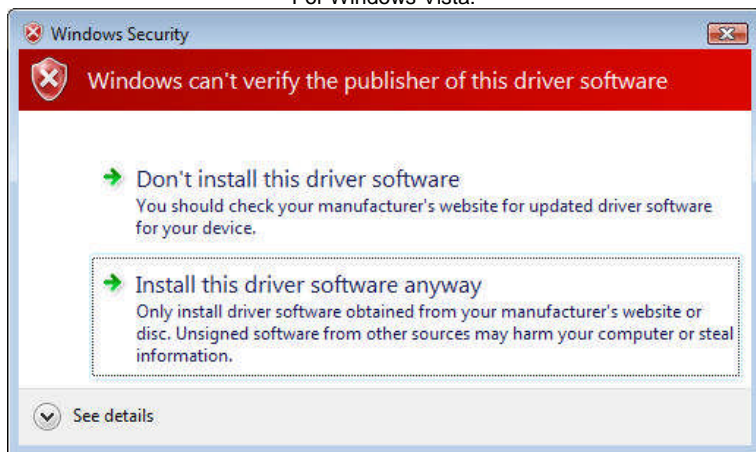 For Windows Vista:
Windows Security
Windows can't verify the publisher of this driver software
Don't install this driver software
You should check your manufacturer's website for updated driver software
for your device.
Install this driver software anyway
Only install driver software obtained from your manufacturer's website or
disc. Unsigned software from other sources may harm your computer or steal
information.
See details